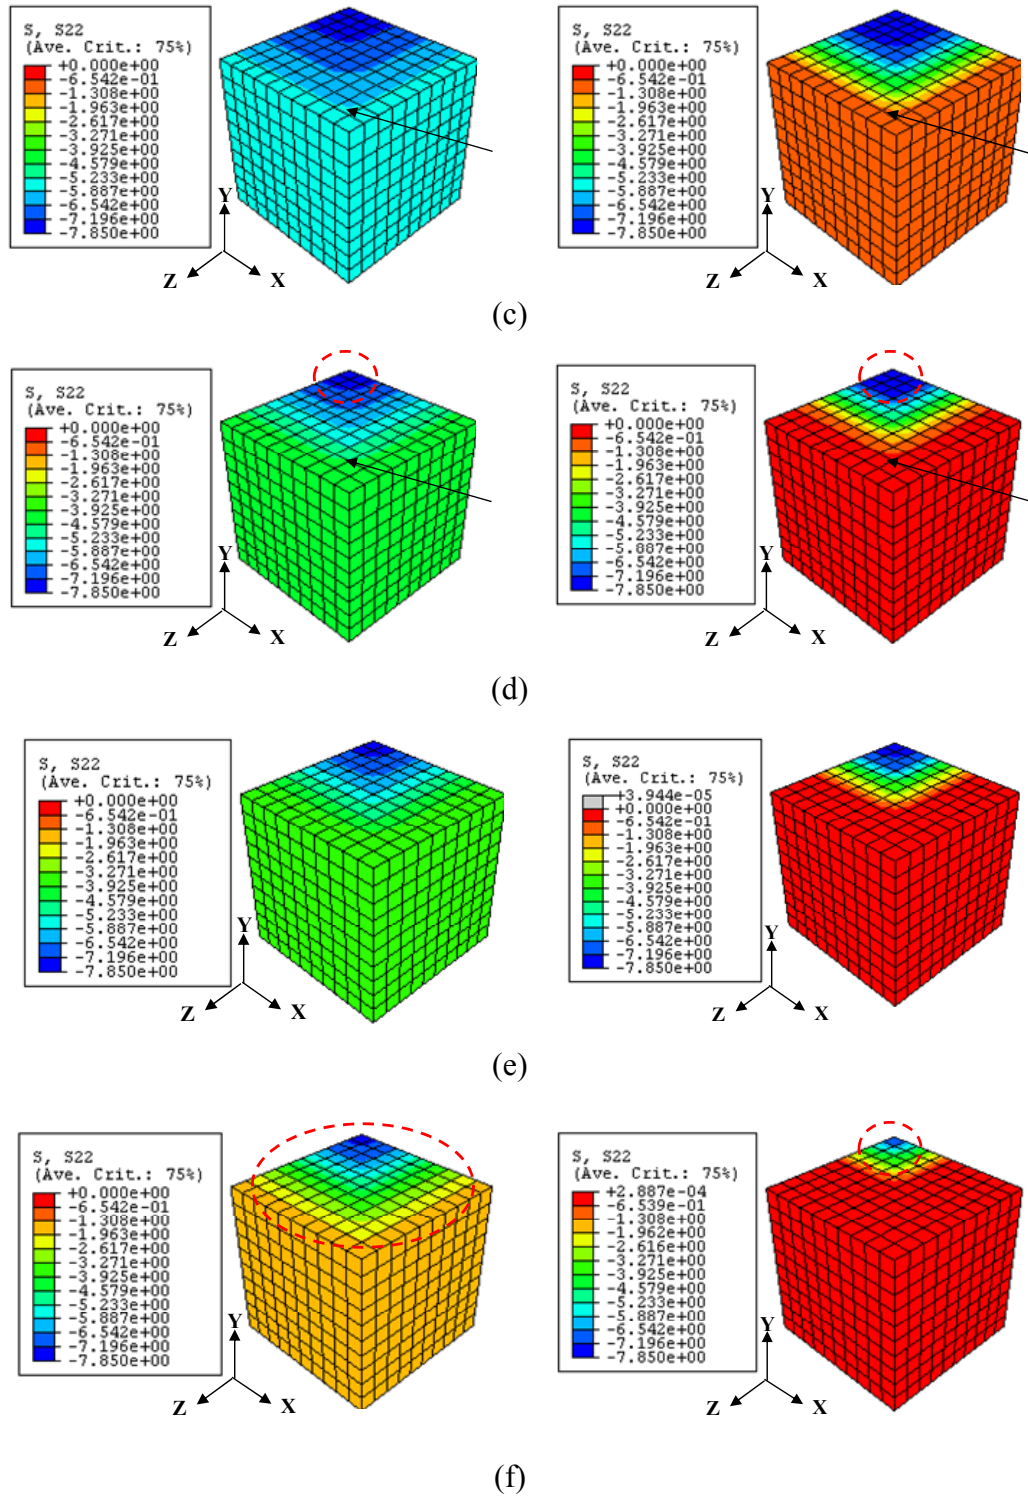 S, S22
(Ave. Crit.: 75%)
+0.000e+00
-6.542e-01
-1.308e+00
-1.963e+00
-2.617e+00
-3.271e+00
-3.925e+00
-4.579e+00
-5.233e+00
-5.887e+00
-6.542e+00
-7.196e+00
-7.850e+00
Y
Z
X
S, S22
(Ave. Crit.: 75%)
+0.000e+00
-6.542e-01
-1.308e+00
-1.963e+00
-2.617e+00
-3.271e+00
-3.925e+00
-4.579e+00
-5.233e+00
-5.887e+00
-6.542e+00
-7.196e+00
-7.850e+00
Y
Z
X
(c)
S, S22
(Ave. Crit.: 75%)
+0.000e+00
-6.542e-01
-1.308e+00
-1.963e+00
-2.617e+00
-3.271e+00
-3.925e+00
-4.579e+00
-5.233e+00
-5.887e+00
-6.542e+00
-7.196e+00
-7.850e+00
Y
Z
X
S, S22
(Ave. Crit.: 75%)
+0.000e+00
-6.542e-01
-1.308e+00
-1.963e+00
-2.617e+00
-3.271e+00
-3.925e+00
-4.579e+00
-5.233e+00
-5.887e+00
-6.542e+00
-7.196e+00
-7.850e+00
Y
Z
X
(d)
S, S22
(Ave. Crit.: 75%)
+0.000e+00
-6.542e-01
-1.308e+00
-1.963e+00
-2.617e+00
-3.271e+00
-3.925e+00
-4.579e+00
-5.233e+00
-5.887e+00
-6.542e+00
-7.196e+00
-7.850e+00
Y
Z
X
S, S22
(Ave. Crit.: 75%)
+3.944e-05
+0.000e+00
-6.542e-01
-1.308e+00
-1.963e+00
-2.617e+00
-3.271e+00
-3.925e+00
-4.579e+00
-5.233e+00
-5.887e+00
-6.542e+00
-7.196e+00
-7.850e+00
Y
Z
X
(e)
S, S22
(Ave. Crit.: 75%)
+0.000e+00
-6.542e-01
-1.308e+00
-1.963e+00
-2.617e+00
-3.271e+00
-3.925e+00
-4.579e+00
-5.233e+00
-5.887e+00
-6.542e+00
-7.196e+00
-7.850e+00
Y
Z
X
S, S22
(Ave. Crit.: 75%)
+2.887e-04
-6.539e-01
-1.308e+00
-1.962e+00
-2.616e+00
-3.271e+00
-3.925e+00
-4.579e+00
-5.233e+00
-5.887e+00
-6.542e+00
-7.196e+00
-7.850e+00
Y
Z
X
(f)